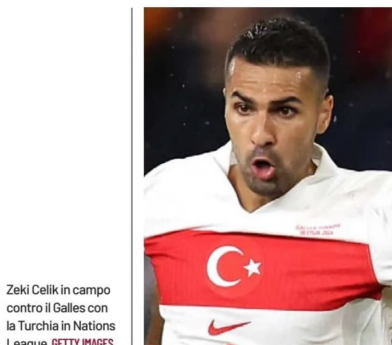 Zeki Celik in campo
contro il Galles con
la Turchia in Nations
League GETTY IMAGES